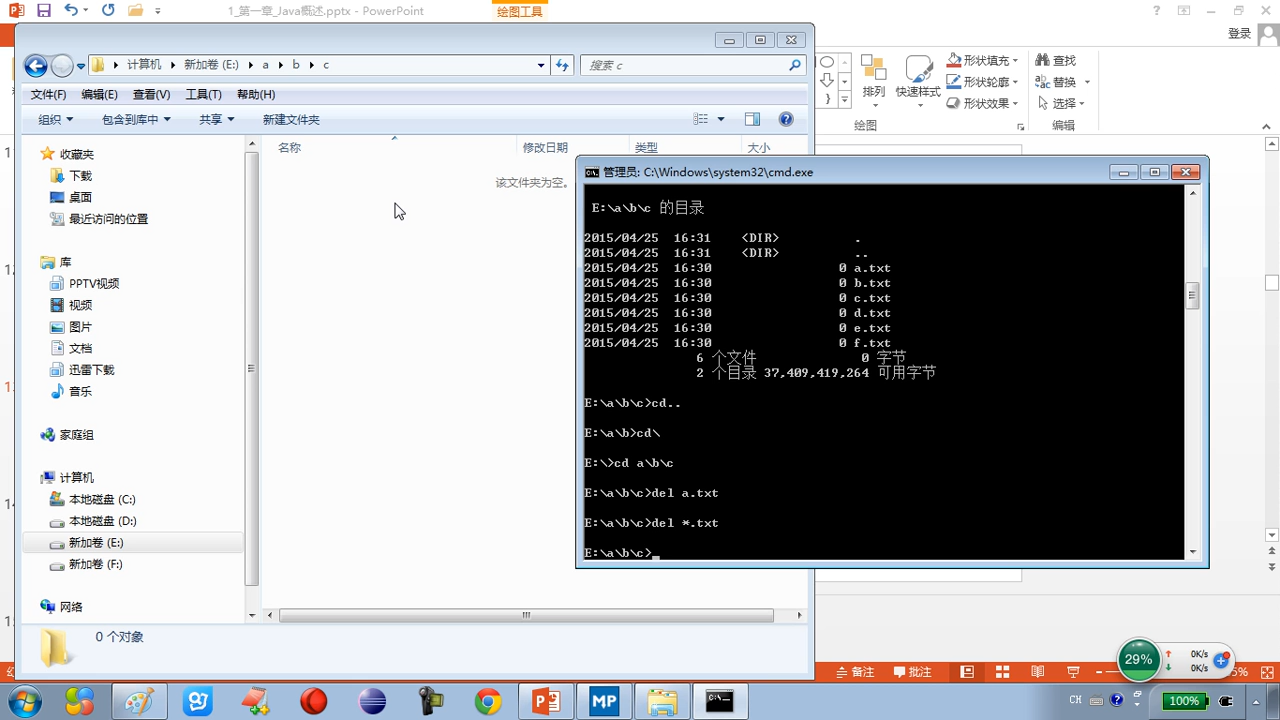 1_第一章_Java概述.pptx - PowerPoint
绘图工具
登录
计算机 新加卷 (E:) a b c
搜索 c
文件(F) 编辑(E) 查看(V) 工具(T) 帮助(H)
组织 包含到库中 共享 新建文件夹
名称 修改日期 类型 大小
该文件夹为空。
收藏夹
下载
桌面
最近访问的位置
库
PPTV视频
视频
图片
文档
迅雷下载
音乐
家庭组
计算机
本地磁盘 (C:)
本地磁盘 (D:)
新加卷 (E:)
新加卷 (F:)
网络
0 个对象
排列
快速样式
形状填充
形状轮廓
形状效果
绘图
查找
替换
选择
编辑
管理员: C:\Windows\system32\cmd.exe
E:\a\b\c 的目录
2015/04/25 16:31 <DIR> .
2015/04/25 16:31 <DIR> ..
2015/04/25 16:30 0 a.txt
2015/04/25 16:30 0 b.txt
2015/04/25 16:30 0 c.txt
2015/04/25 16:30 0 d.txt
2015/04/25 16:30 0 e.txt
2015/04/25 16:30 0 f.txt
6 个文件 0 字节
2 个目录 37,409,419,264 可用字节
E:\a\b\c>cd..
E:\a\b>cd\
E:\>cd a\b\c
E:\a\b\c>del a.txt
E:\a\b\c>del *.txt
E:\a\b\c>_
备注 批注
29%
0K/s
0K/s
MP
CH
100%